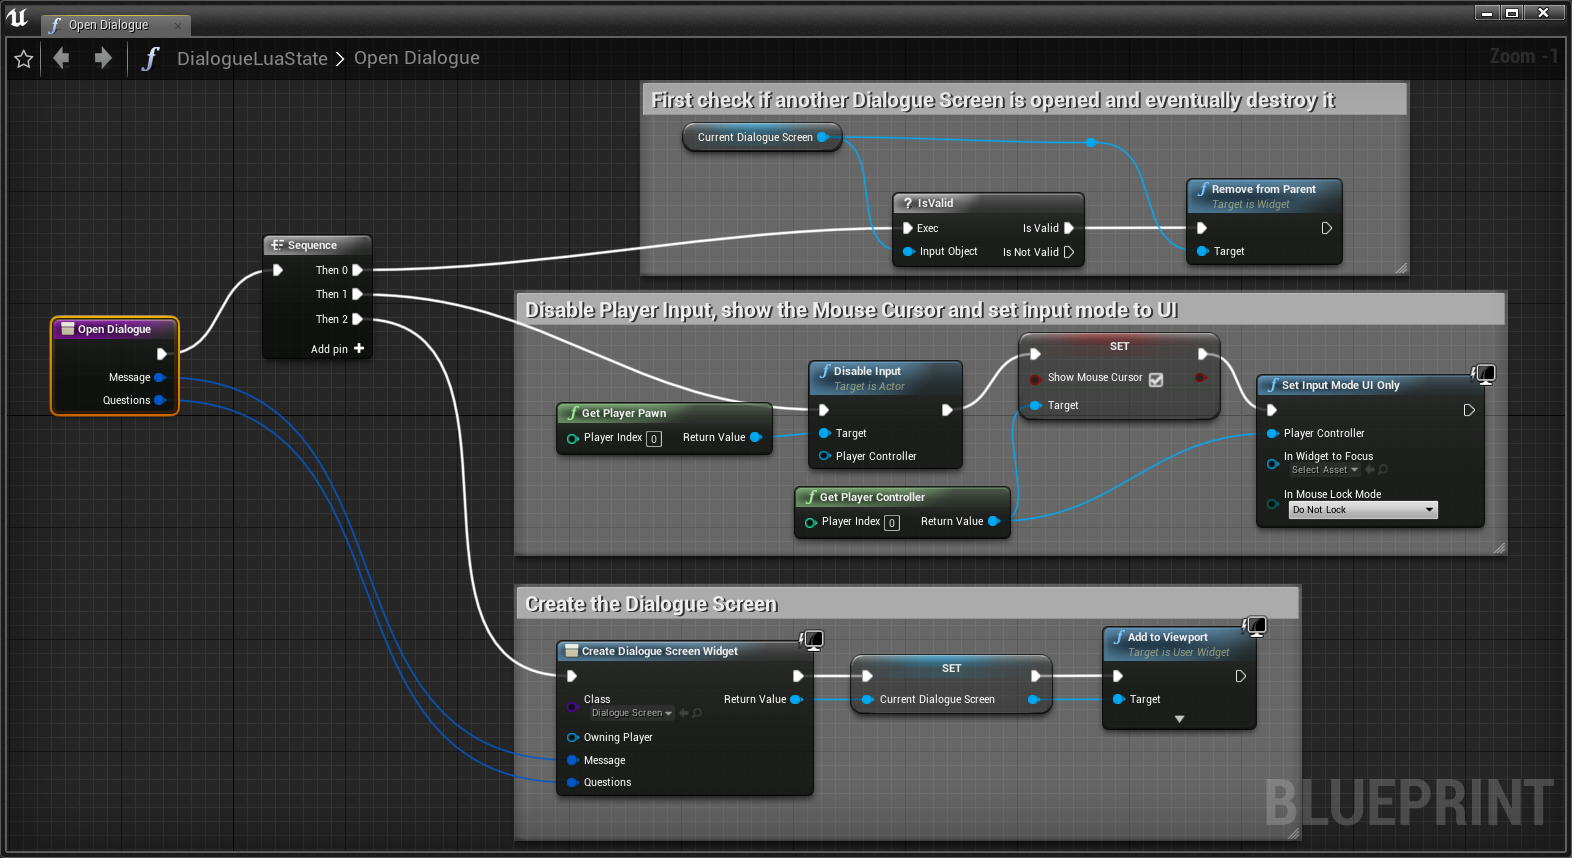 Open Dialogue
DialogueLuaState > Open Dialogue
Zoom -1
First check if another Dialogue Screen is opened and eventually destroy it
Current Dialogue Screen
? IsValid
Exec
Is Valid
Input Object
Is Not Valid
f Remove from Parent
Target is Widget
Target
Sequence
Then 0
Then 1
Then 2
Add pin +
Open Dialogue
Message
Questions
Disable Player Input, show the Mouse Cursor and set input mode to UI
f Get Player Pawn
Player Index 0
Return Value
f Disable Input
Target is Actor
Target
Player Controller
f Get Player Controller
Player Index 0
Return Value
SET
Show Mouse Cursor
Target
f Set Input Mode UI Only
Player Controller
In Widget to Focus
Select Asset
In Mouse Lock Mode
Do Not Lock
Create the Dialogue Screen
Create Dialogue Screen Widget
Class
Dialogue Screen
Return Value
Owning Player
Message
Questions
SET
Current Dialogue Screen
f Add to Viewport
Target is User Widget
Target
BLUEPRINT